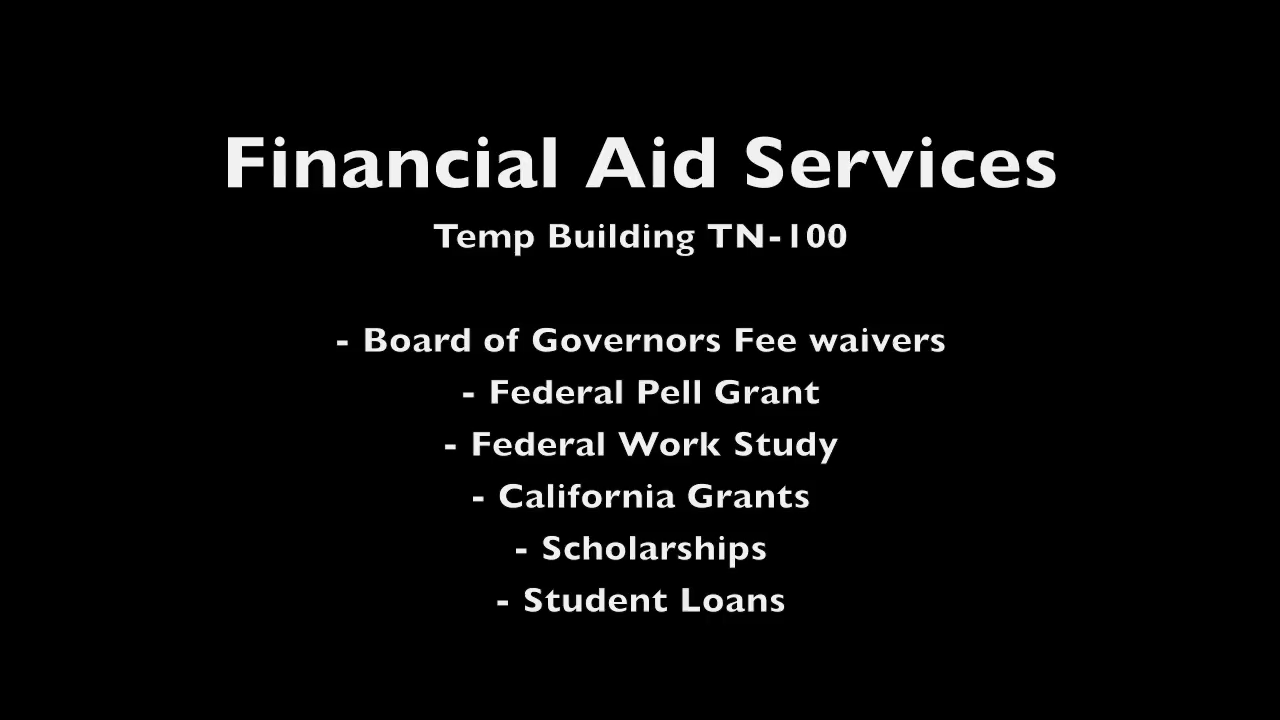 Financial Aid Services
Temp Building TN-100
- Board of Governors Fee waivers
- Federal Pell Grant
- Federal Work Study
- California Grants
- Scholarships
- Student Loans